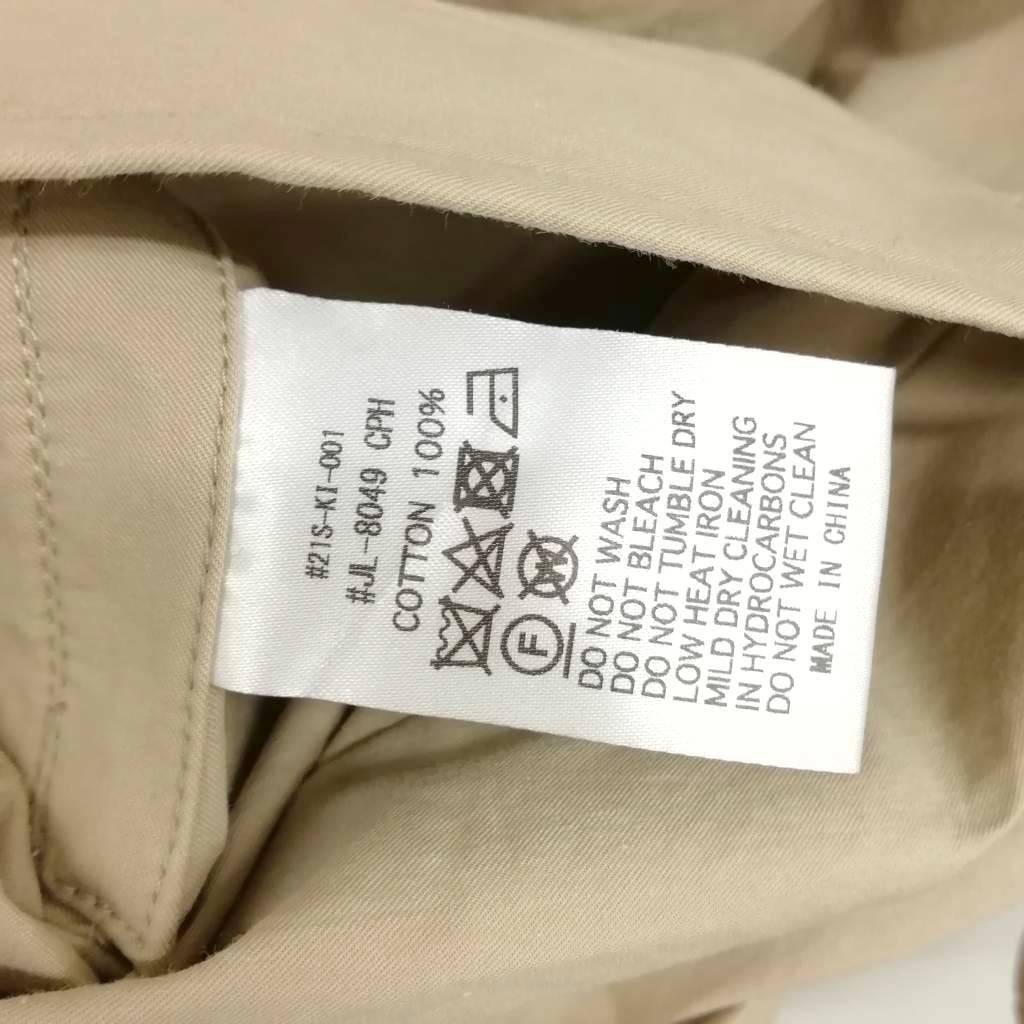 #21S-KI-001
#JL-8049 CPH
COTTON 100%
F
W
DO NOT WASH
DO NOT BLEACH
DO NOT TUMBLE DRY
LOW HEAT IRON
MILD DRY CLEANING
IN HYDROCARBONS
DO NOT WET CLEAN
MADE IN CHINA